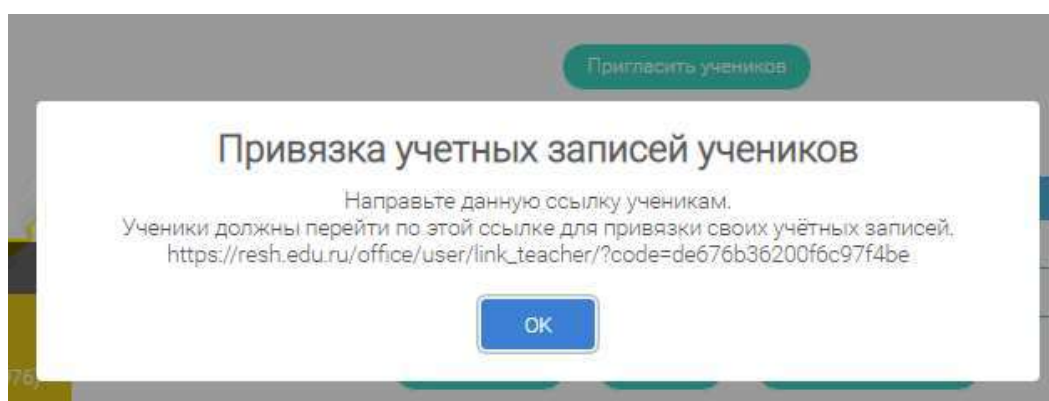 Пригласить учеников
Привязка учетных записей учеников
Направьте данную ссылку ученикам.
Ученики должны перейти по этой ссылке для привязки своих учётных записей.
https://resh.edu.ru/office/user/link_teacher/?code=de676b36200f6c97f4be
OK